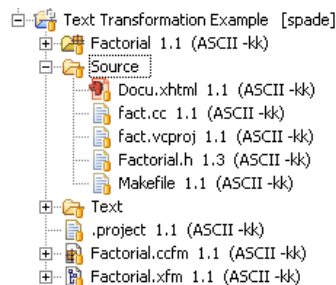 Text Transformation Example [spade]
Factorial 1.1 (ASCII -kk)
Source
Docu.xhtml 1.1 (ASCII -kk)
fact.cc 1.1 (ASCII -kk)
fact.vcproj 1.1 (ASCII -kk)
Factorial.h 1.3 (ASCII -kk)
Makefile 1.1 (ASCII -kk)
Text
.project 1.1 (ASCII -kk)
Factorial.ccfm 1.1 (ASCII -kk)
Factorial.xfm 1.1 (ASCII -kk)